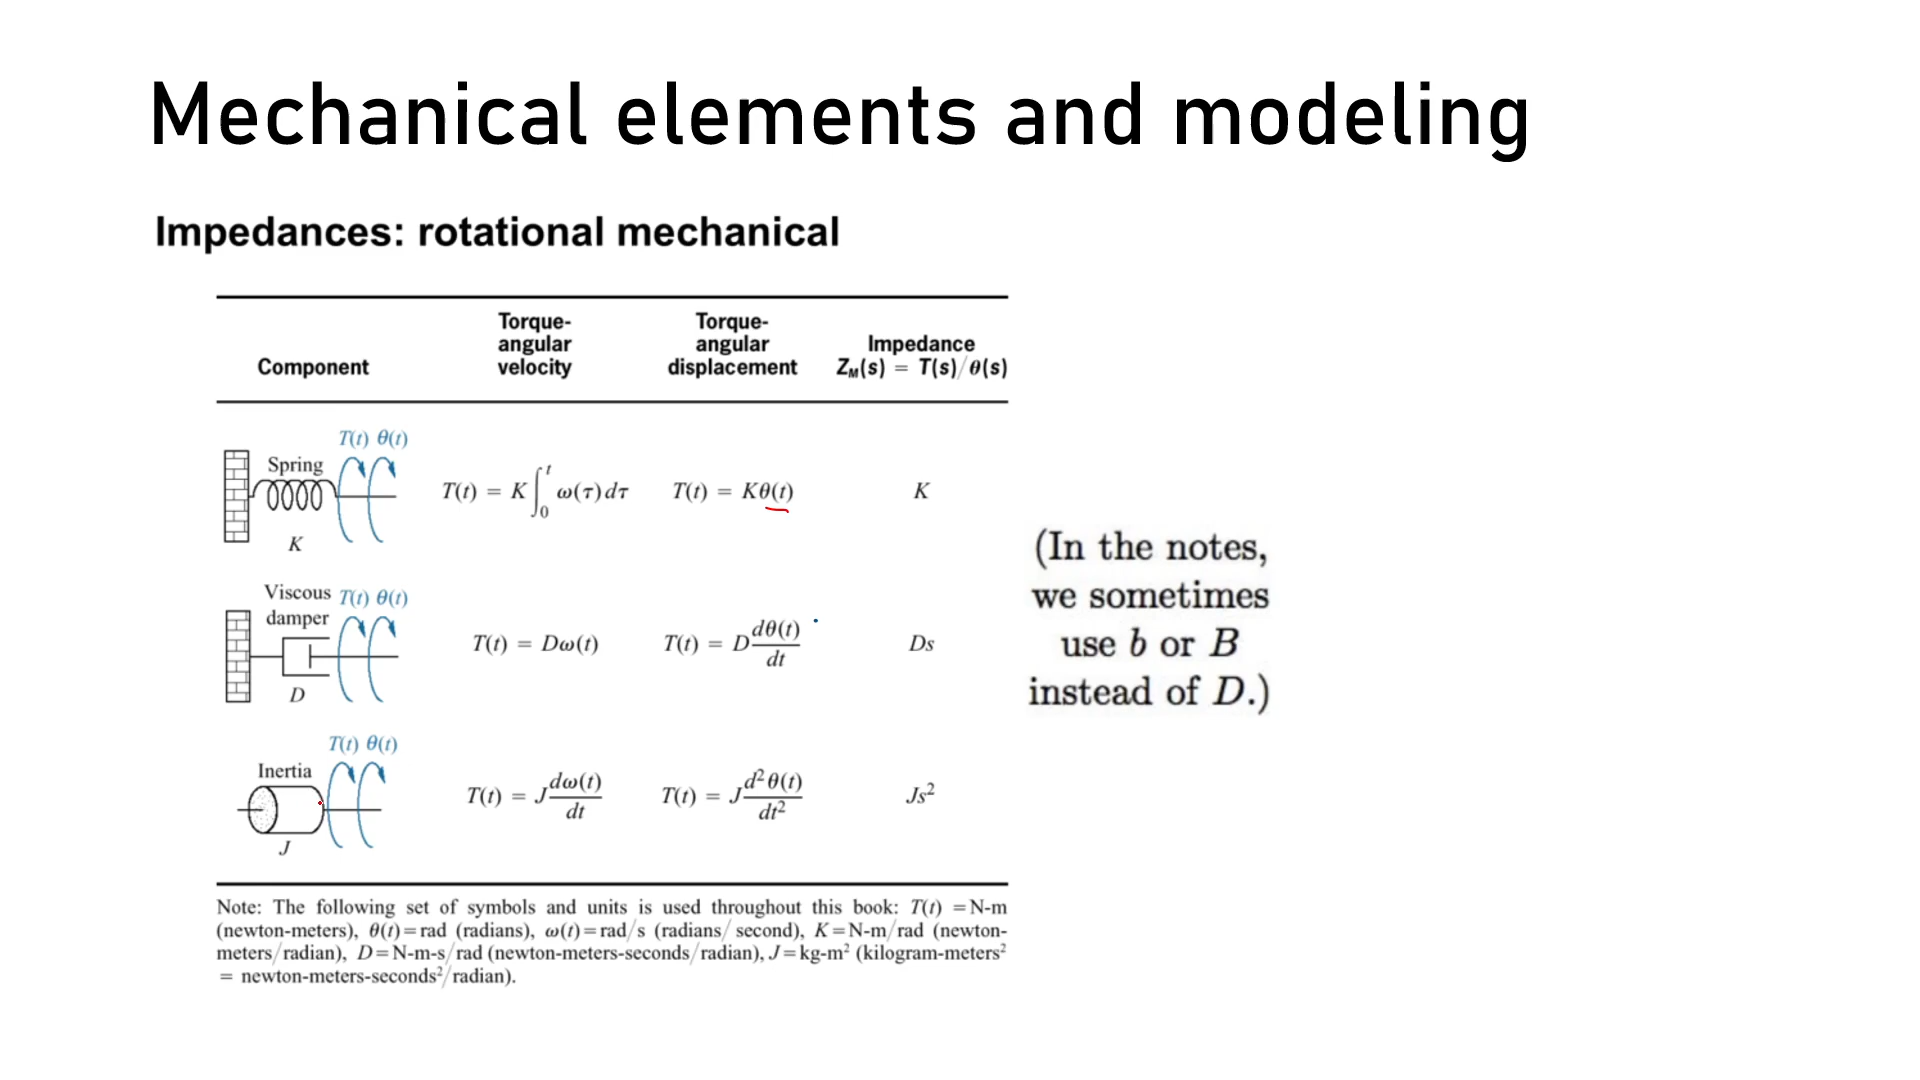 Mechanical elements and modeling
Impedances: rotational mechanical
Component
Torque-
angular
velocity
Torque-
angular
displacement
Impedance
Z_M(s) = T(s)/θ(s)
T(t) θ(t)
Spring
K
T(t) = K∫₀ᵗ ω(τ)dτ
T(t) = Kθ(t)
K
Viscous
damper
T(t) θ(t)
D
T(t) = Dω(t)
T(t) = D dθ(t)/dt
Ds
T(t) θ(t)
Inertia
J
T(t) = J dω(t)/dt
T(t) = J d²θ(t)/dt²
Js²
(In the notes,
we sometimes
use b or B
instead of D.)
Note: The following set of symbols and units is used throughout this book: T(t) = N-m
(newton-meters), θ(t) = rad (radians), ω(t) = rad/s (radians/ second), K = N-m/rad (newton-
meters/radian), D = N-m-s/rad (newton-meters-seconds/radian), J = kg-m² (kilogram-meters²
= newton-meters-seconds²/radian).